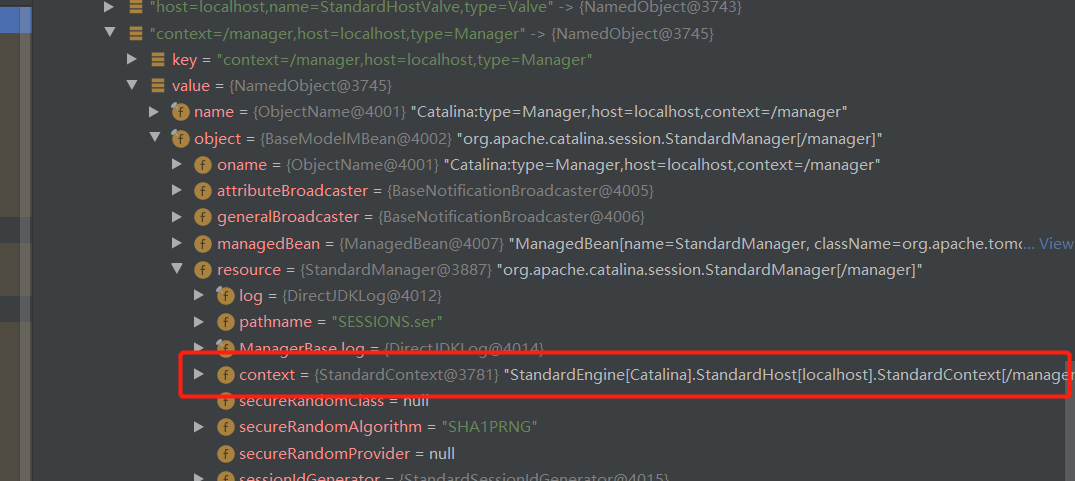 "host=localhost,name=StandardHostValve,type=Valve" -> {NamedObject@3743}
"context=/manager,host=localhost,type=Manager" -> {NamedObject@3745}
key = "context=/manager,host=localhost,type=Manager"
value = {NamedObject@3745}
f name = {ObjectName@4001} "Catalina:type=Manager,host=localhost,context=/manager"
f object = {BaseModelMBean@4002} "org.apache.catalina.session.StandardManager[/manager]"
f oname = {ObjectName@4001} "Catalina:type=Manager,host=localhost,context=/manager"
f attributeBroadcaster = {BaseNotificationBroadcaster@4005}
f generalBroadcaster = {BaseNotificationBroadcaster@4006}
f managedBean = {ManagedBean@4007} "ManagedBean[name=StandardManager, className=org.apache.tomc... View
f resource = {StandardManager@3887} "org.apache.catalina.session.StandardManager[/manager]"
f log = {DirectJDKLog@4012}
f pathname = "SESSIONS.ser"
f ManagerBase.log = {DirectJDKLog@4014}
f context = {StandardContext@3781} "StandardEngine[Catalina].StandardHost[localhost].StandardContext[/manager
f secureRandomClass = null
f secureRandomAlgorithm = "SHA1PRNG"
f secureRandomProvider = null
f sessionIdGenerator = {StandardSessionIdGenerator@4015}